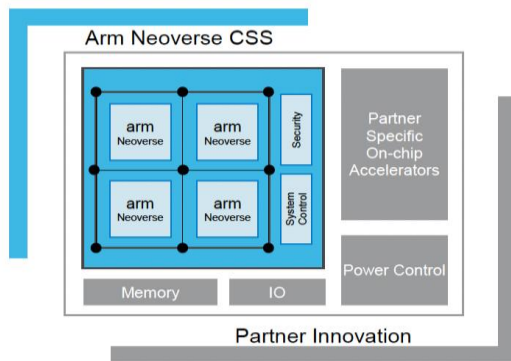 Arm Neoverse CSS
arm
Neoverse
arm
Neoverse
Security
arm
Neoverse
arm
Neoverse
System
Control
Partner
Specific
On-chip
Accelerators
Power Control
Memory
IO
Partner Innovation